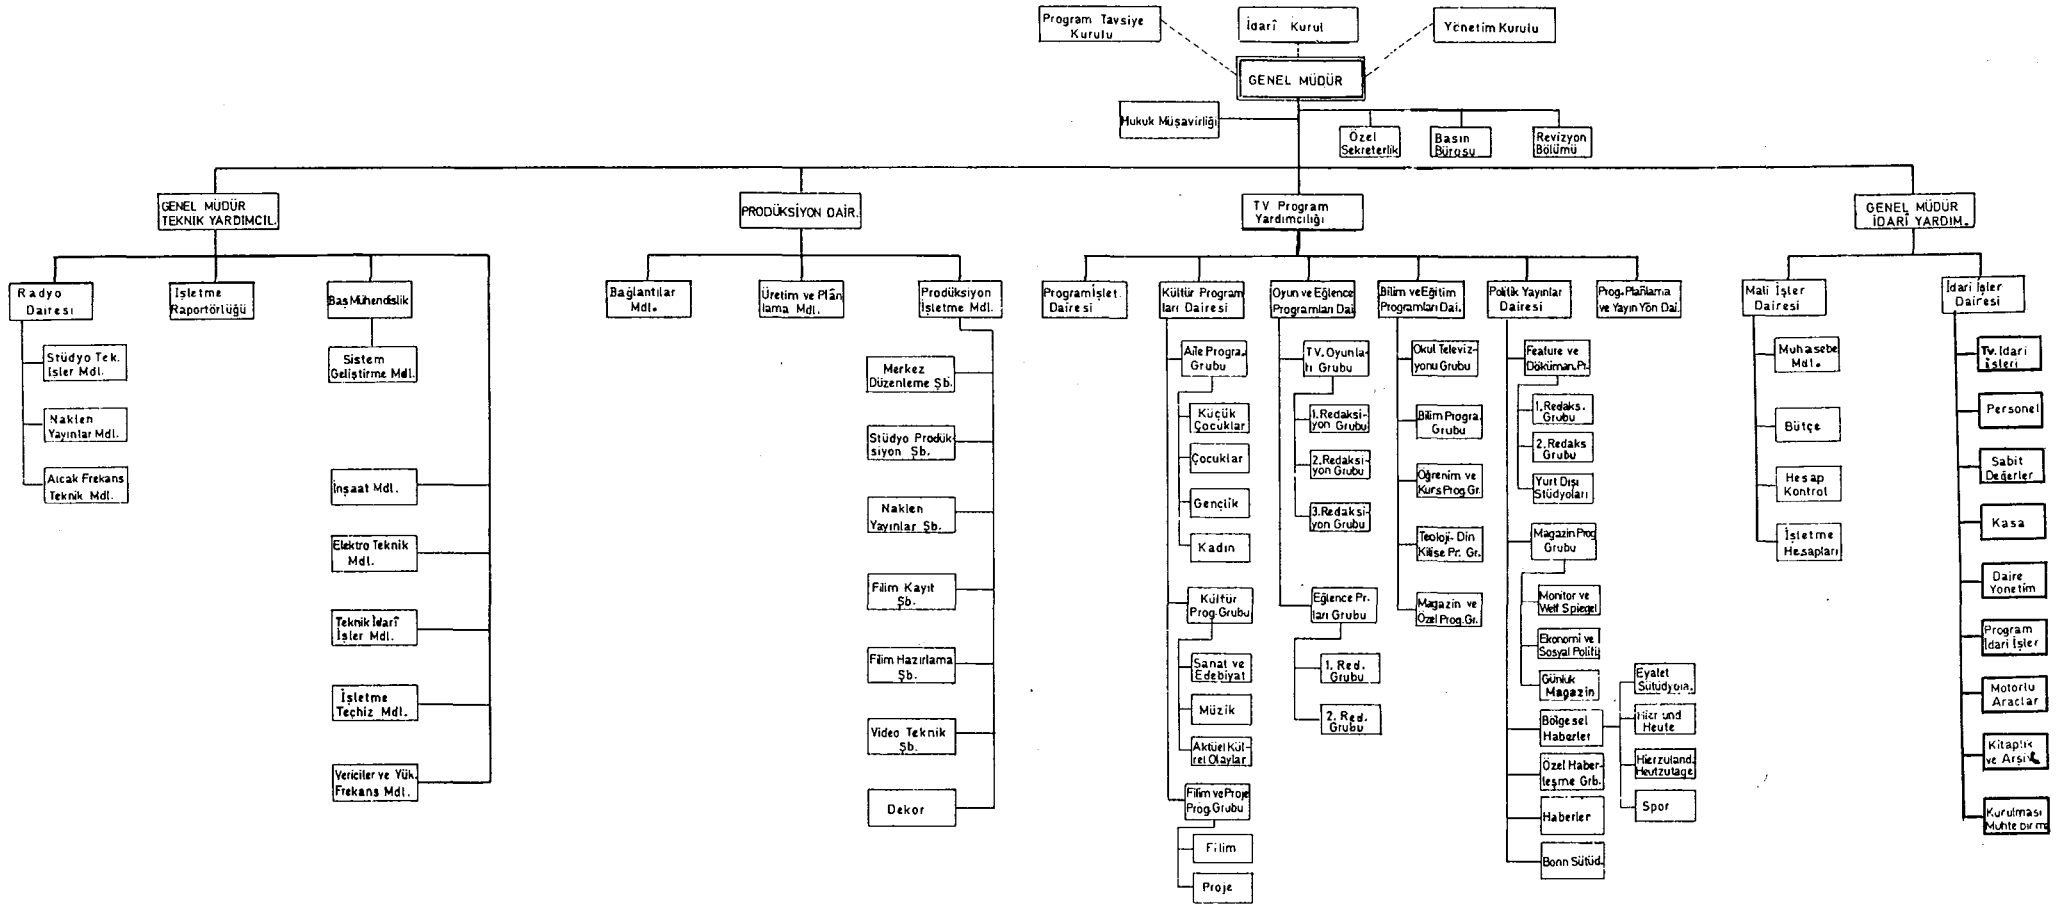 Program Tavsiye
Kurulu
İdarî Kurul
Yönetim Kurulu
GENEL MÜDÜR
Hukuk Müşavirliği
Özel
Sekreterlik
Basın
Bürosu
Revizyon
Bölümü
GENEL MÜDÜR
TEKNIK YARDIMCIL.
PRODÜKSİYON DAİR.
TV Program
Yardımcılığı
GENEL MÜDÜR
İDARÎ YARDIM.
Radyo
Dairesi
İşletme
Raportörlüğü
Baş Mühendislik
Bağlantılar
Mdl.
Üretim ve Plân
lama Mdl.
Prodüksiyon
İşletme Mdl.
Program İşlet.
Dairesi
Kültür Program
ları Dairesi
Oyun ve Eğlence
Programları Dai.
Bilim ve Eğitim
Programları Dai.
Politik Yayınlar
Dairesi
Prog. Planlama
ve Yayın Yön Dai.
Mali İşler
Dairesi
İdari İşler
Dairesi
Stüdyo Tek.
İşler Mdl.
Naklen
Yayınlar Mdl.
Alcak Frekans
Teknik Mdl.
Sistem
Geliştirme Mdl.
İnşaat Mdl.
Elektro Teknik
Mdl.
Teknik İdarî
İşler Mdl.
İşletme
Teçhiz Mdl.
Vericiler ve Yük.
Frekans Mdl.
Merkez
Düzenleme Şb.
Stüdyo Prodük-
siyon Şb.
Naklen
Yayınlar Şb.
Filim Kayıt
Şb.
Filim Hazırlama
Şb.
Video Teknik
Şb.
Dekor
Aile Progra.
Grubu
Küçük
Çocuklar
Çocuklar
Gençlik
Kadın
Kültür
Prog. Grubu
Sanat ve
Edebiyat
Müzik
Aktüel Kül-
rel Olaylar
Filim ve Proje
Prog. Grubu
Filim
Proje
TV. Oyunla-
rı Grubu
1. Redaksi-
yon Grubu
2. Redaksi-
yon Grubu
3. Redaksi-
yon Grubu
Eğlence Pr-
ları Grubu
1. Red.
Grubu
2. Red.
Grubu
Okul Televiz-
yonu Grubu
Bilim Progra.
Grubu
Öğrenim ve
Kurs Prog. Gr.
Teoloji- Din
Kilise Pr. Gr.
Magazin ve
Özel Prog. Gr.
Feature ve
Döküman. Pr.
1. Redaks.
Grubu
2. Redaks
Grubu
Yurt Dışı
Stüdyoları
Magazin Prog
Grubu
Monitor ve
Welt Spiegel
Ekonomi ve
Sosyal Politi
Günlük
Magazin
Bölgesel
Haberler
Özel Haber-
leşme Grb.
Haberler
Bonn Sütüd.
Eyalet
Sütüdyola.
Hier und
Heute
Hierzuland.
Heutzutage
Spor
Muhasebe
Mdl.
Bütçe
Hesap
Kontrol
İşletme
Hesapları
Tv. İdari
İşleri
Personel
Sabit
Değerler
Kasa
Daire
Yonetim
Program
İdari İşler
Motorlu
Araclar
Kitaplık
ve Arşiv
Kurulması